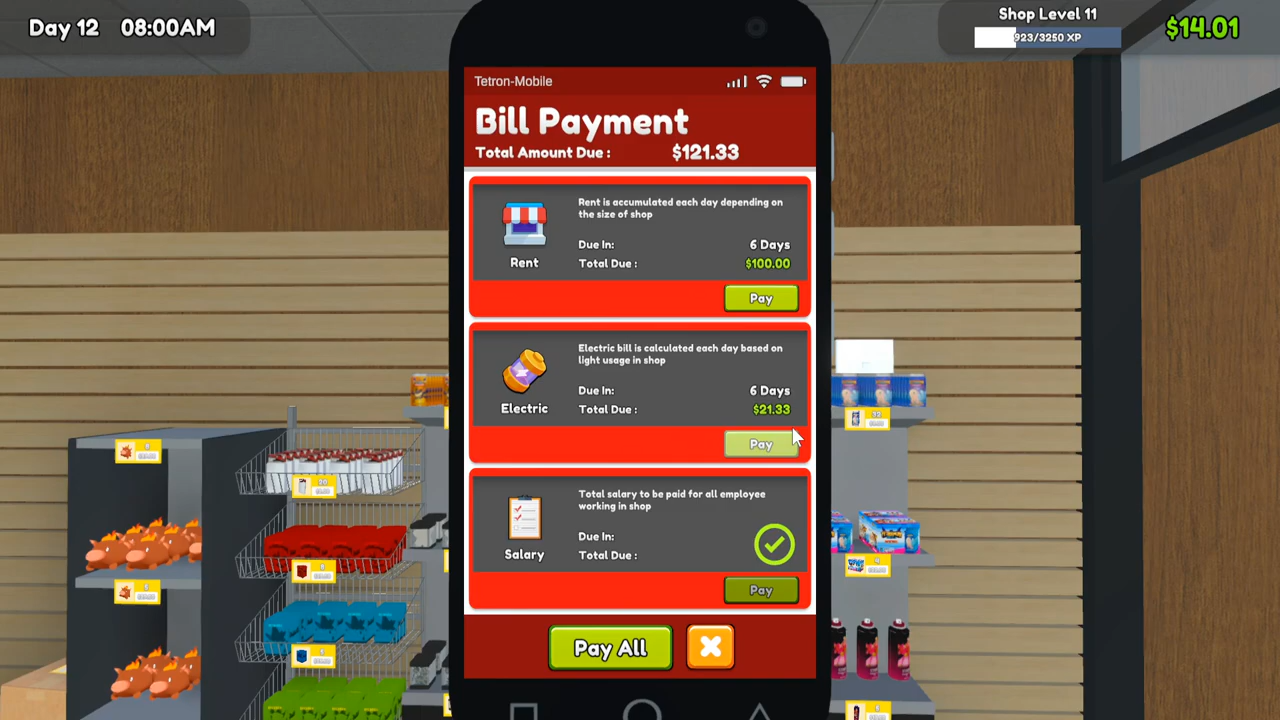 Day 12 08:00AM
Shop Level 11
923/3250 XP
$14.01
Tetron-Mobile
Bill Payment
Total Amount Due : $121.33
Rent is accumulated each day depending on
the size of shop
Due In: 6 Days
Rent
Total Due : $100.00
Pay
Electric bill is calculated each day based on
light usage in shop
Due In: 6 Days
Electric
Total Due : $21.33
Pay
Total salary to be paid for all employee
working in shop
Due In:
Salary
Total Due :
Pay
Pay All